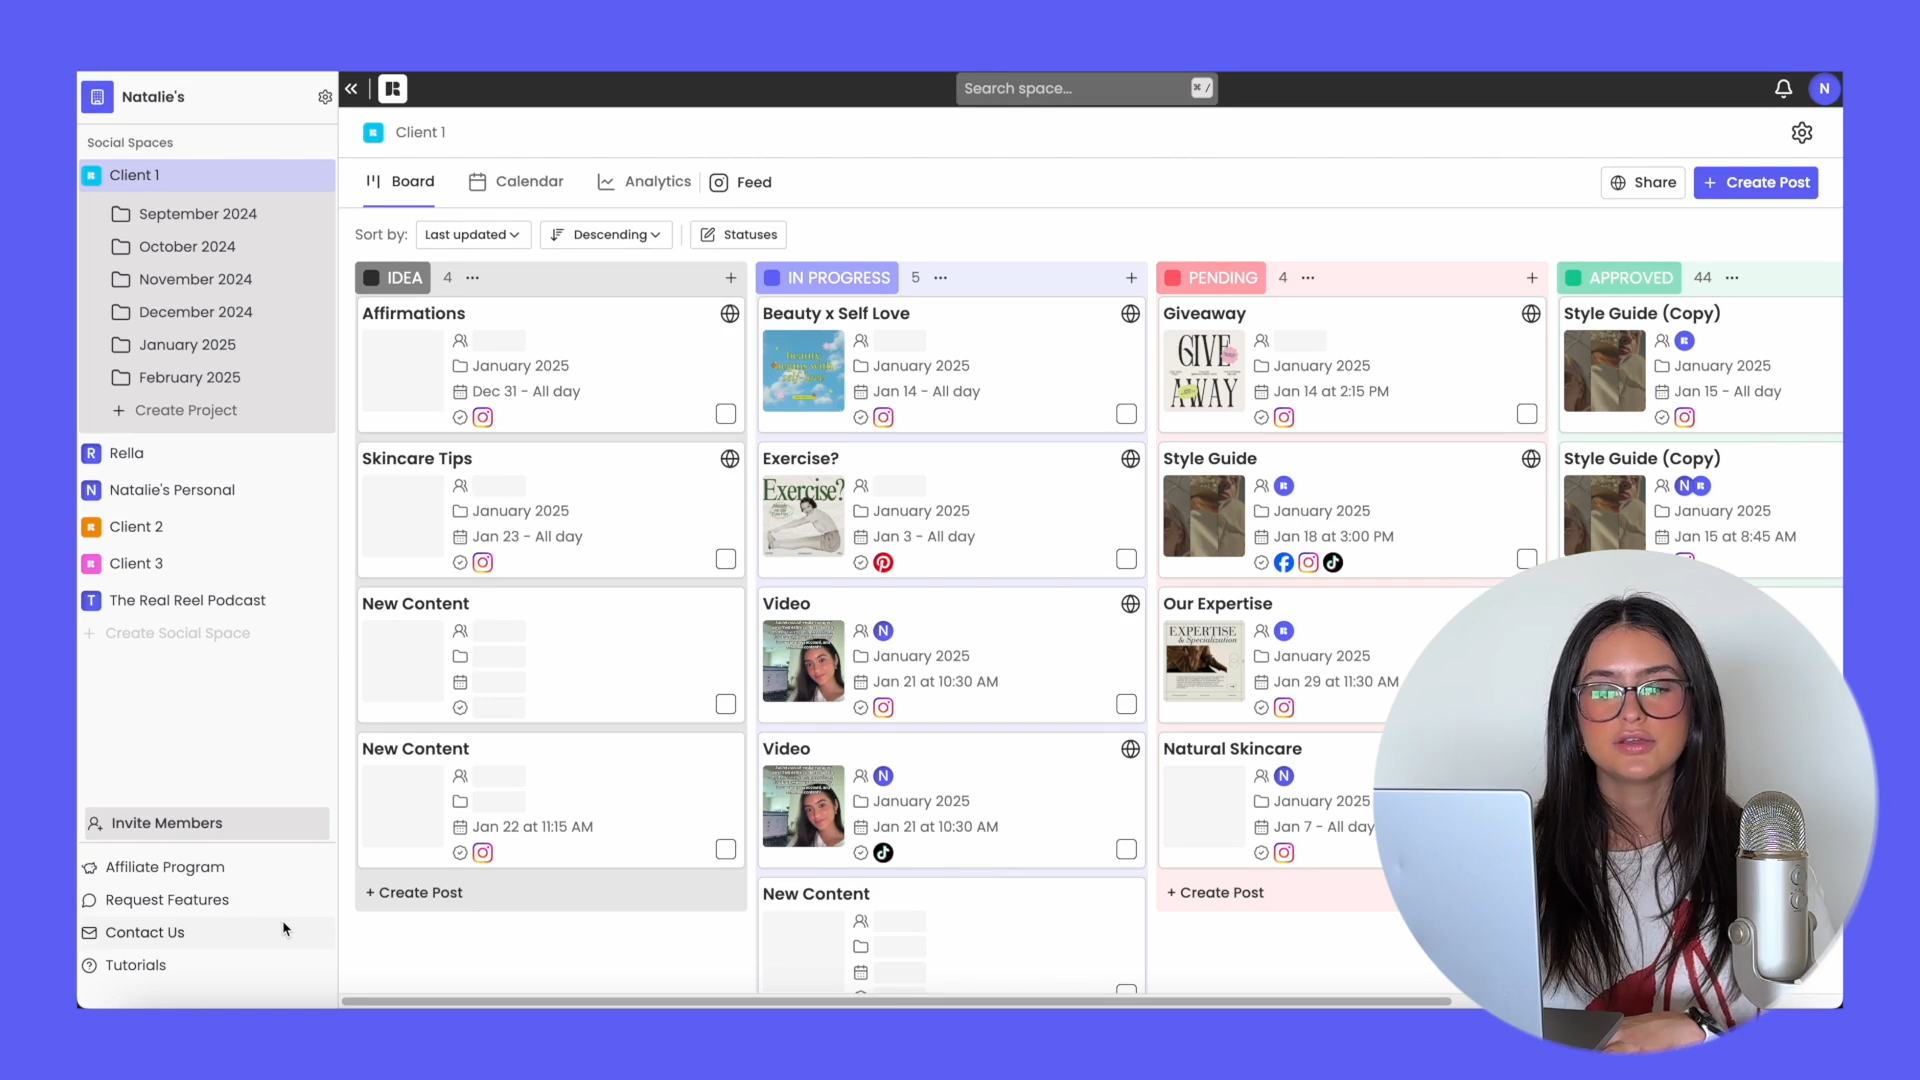 Natalie's
Search space...
⌘ /
N
Social Spaces
Client 1
Client 1
September 2024
October 2024
November 2024
December 2024
January 2025
February 2025
+ Create Project
Rella
Natalie's Personal
Client 2
Client 3
The Real Reel Podcast
+ Create Social Space
Invite Members
Affiliate Program
Request Features
Contact Us
Tutorials
Board
Calendar
Analytics
Feed
Share
+ Create Post
Sort by:
Last updated
Descending
Statuses
IDEA 4 ...
Affirmations
January 2025
Dec 31 - All day
Skincare Tips
January 2025
Jan 23 - All day
New Content
New Content
Jan 22 at 11:15 AM
+ Create Post
IN PROGRESS 5 ...
Beauty x Self Love
January 2025
Jan 14 - All day
Exercise?
Exercise?
January 2025
Jan 3 - All day
Video
N
January 2025
Jan 21 at 10:30 AM
Video
N
January 2025
Jan 21 at 10:30 AM
New Content
PENDING 4 ...
Giveaway
GIVE
AWAY
January 2025
Jan 14 at 2:15 PM
Style Guide
January 2025
Jan 18 at 3:00 PM
Our Expertise
EXPERTISE
& Specialization
January 2025
Jan 29 at 11:30 AM
Natural Skincare
N
January 2025
Jan 7 - All day
+ Create Post
APPROVED 44 ...
Style Guide (Copy)
January 2025
Jan 15 - All day
Style Guide (Copy)
N
January 2025
Jan 15 at 8:45 AM